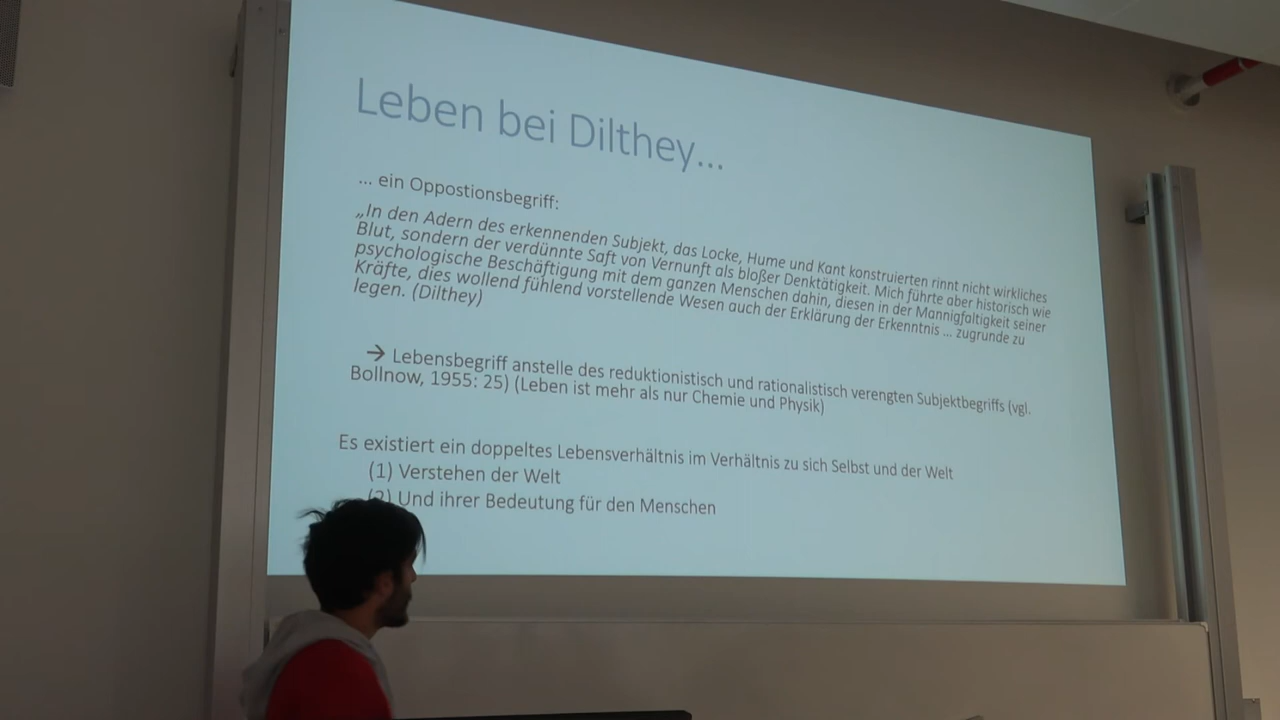 Leben bei Dilthey...
... ein Oppostionsbegriff:
„In den Adern des erkennenden Subjekt, das Locke, Hume und Kant konstruierten rinnt nicht wirkliches
Blut, sondern der verdünnte Saft von Vernunft als bloßer Denktätigkeit. Mich führte aber historisch wie
psychologische Beschäftigung mit dem ganzen Menschen dahin, diesen in der Mannigfaltigkeit seiner
Kräfte, dies wollend fühlend vorstellende Wesen auch der Erklärung der Erkenntnis ... zugrunde zu
legen. (Dilthey)
→ Lebensbegriff anstelle des reduktionistisch und rationalistisch verengten Subjektbegriffs (vgl.
Bollnow, 1955: 25) (Leben ist mehr als nur Chemie und Physik)
Es existiert ein doppeltes Lebensverhältnis im Verhältnis zu sich Selbst und der Welt
(1) Verstehen der Welt
(2) Und ihrer Bedeutung für den Menschen